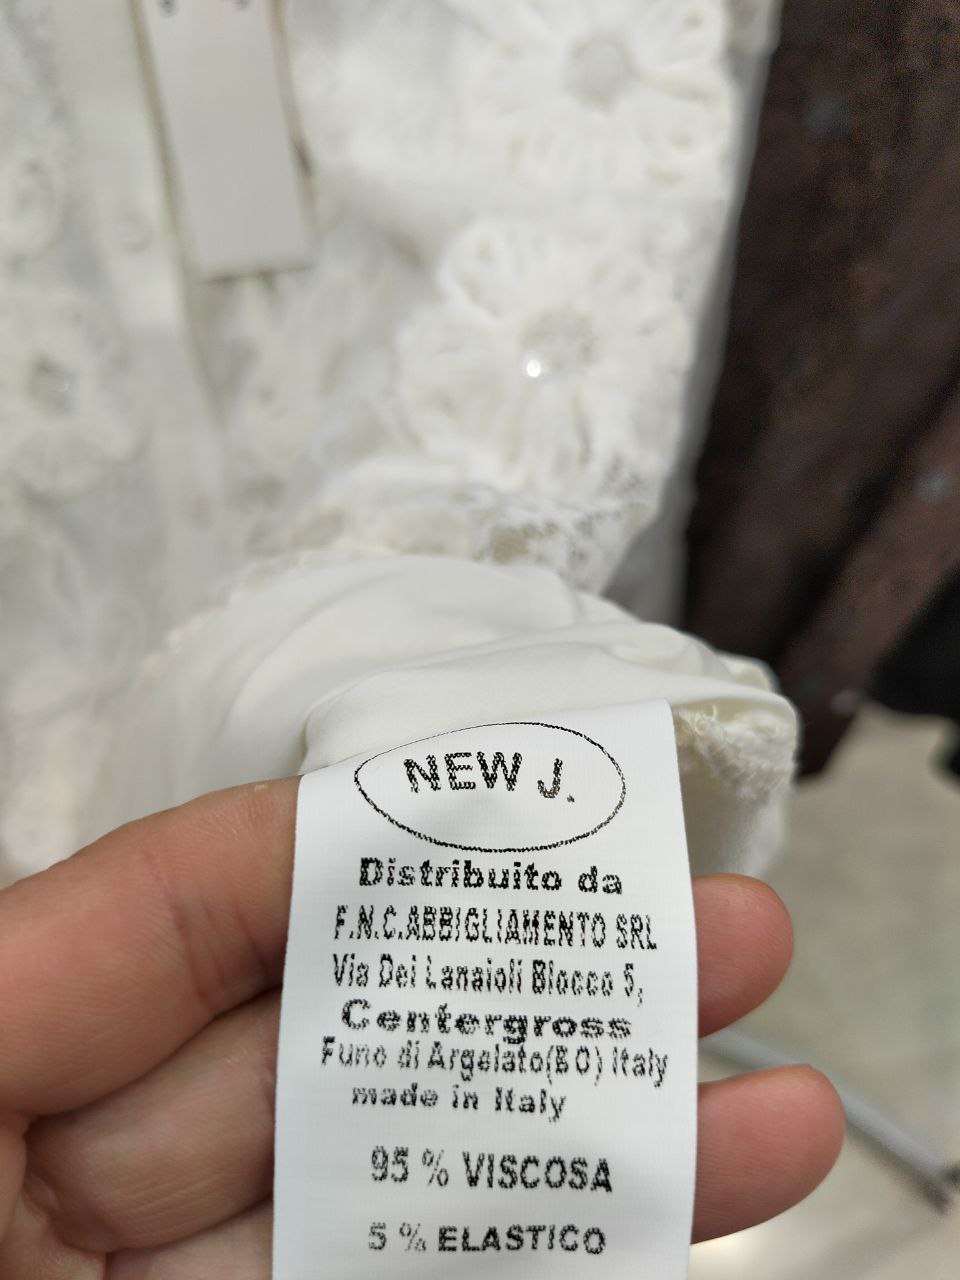 NEW J.
Distribuito da
F.N.C.ABBIGLIAMENTO SRL
Via Dei Lanaioli Blocco 5,
Centergross
Funo di Argelato(BO) Italy
made in Italy
95 % VISCOSA
5 % ELASTICO